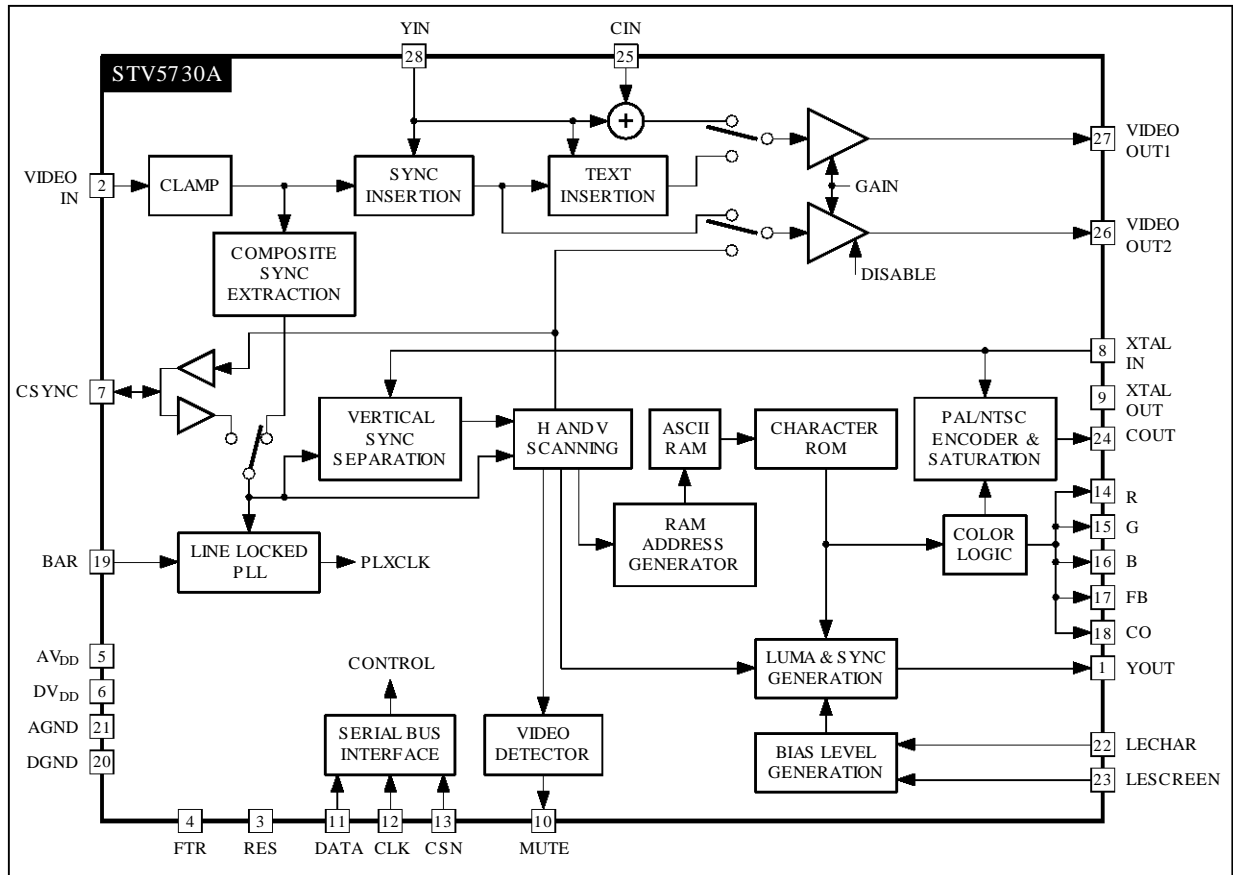 YIN
CIN
28
25
STV5730A
+
27
VIDEO
OUT1
VIDEO
IN
2
CLAMP
SYNC
INSERTION
TEXT
INSERTION
GAIN
26
VIDEO
OUT2
COMPOSITE
SYNC
EXTRACTION
DISABLE
8
XTAL
IN
CSYNC
7
9
XTAL
OUT
VERTICAL
SYNC
SEPARATION
H AND V
SCANNING
ASCII
RAM
CHARACTER
ROM
PAL/NTSC
ENCODER &
SATURATION
24
COUT
14
R
15
G
RAM
ADDRESS
GENERATOR
COLOR
LOGIC
BAR
19
LINE LOCKED
PLL
PLXCLK
16
B
17
FB
18
CO
AVDD
5
CONTROL
LUMA & SYNC
GENERATION
1
YOUT
DVDD
6
AGND
21
SERIAL BUS
INTERFACE
VIDEO
DETECTOR
BIAS LEVEL
GENERATION
22
LECHAR
DGND
20
23
LESCREEN
4
3
11
12
13
10
FTR
RES
DATA
CLK
CSN
MUTE